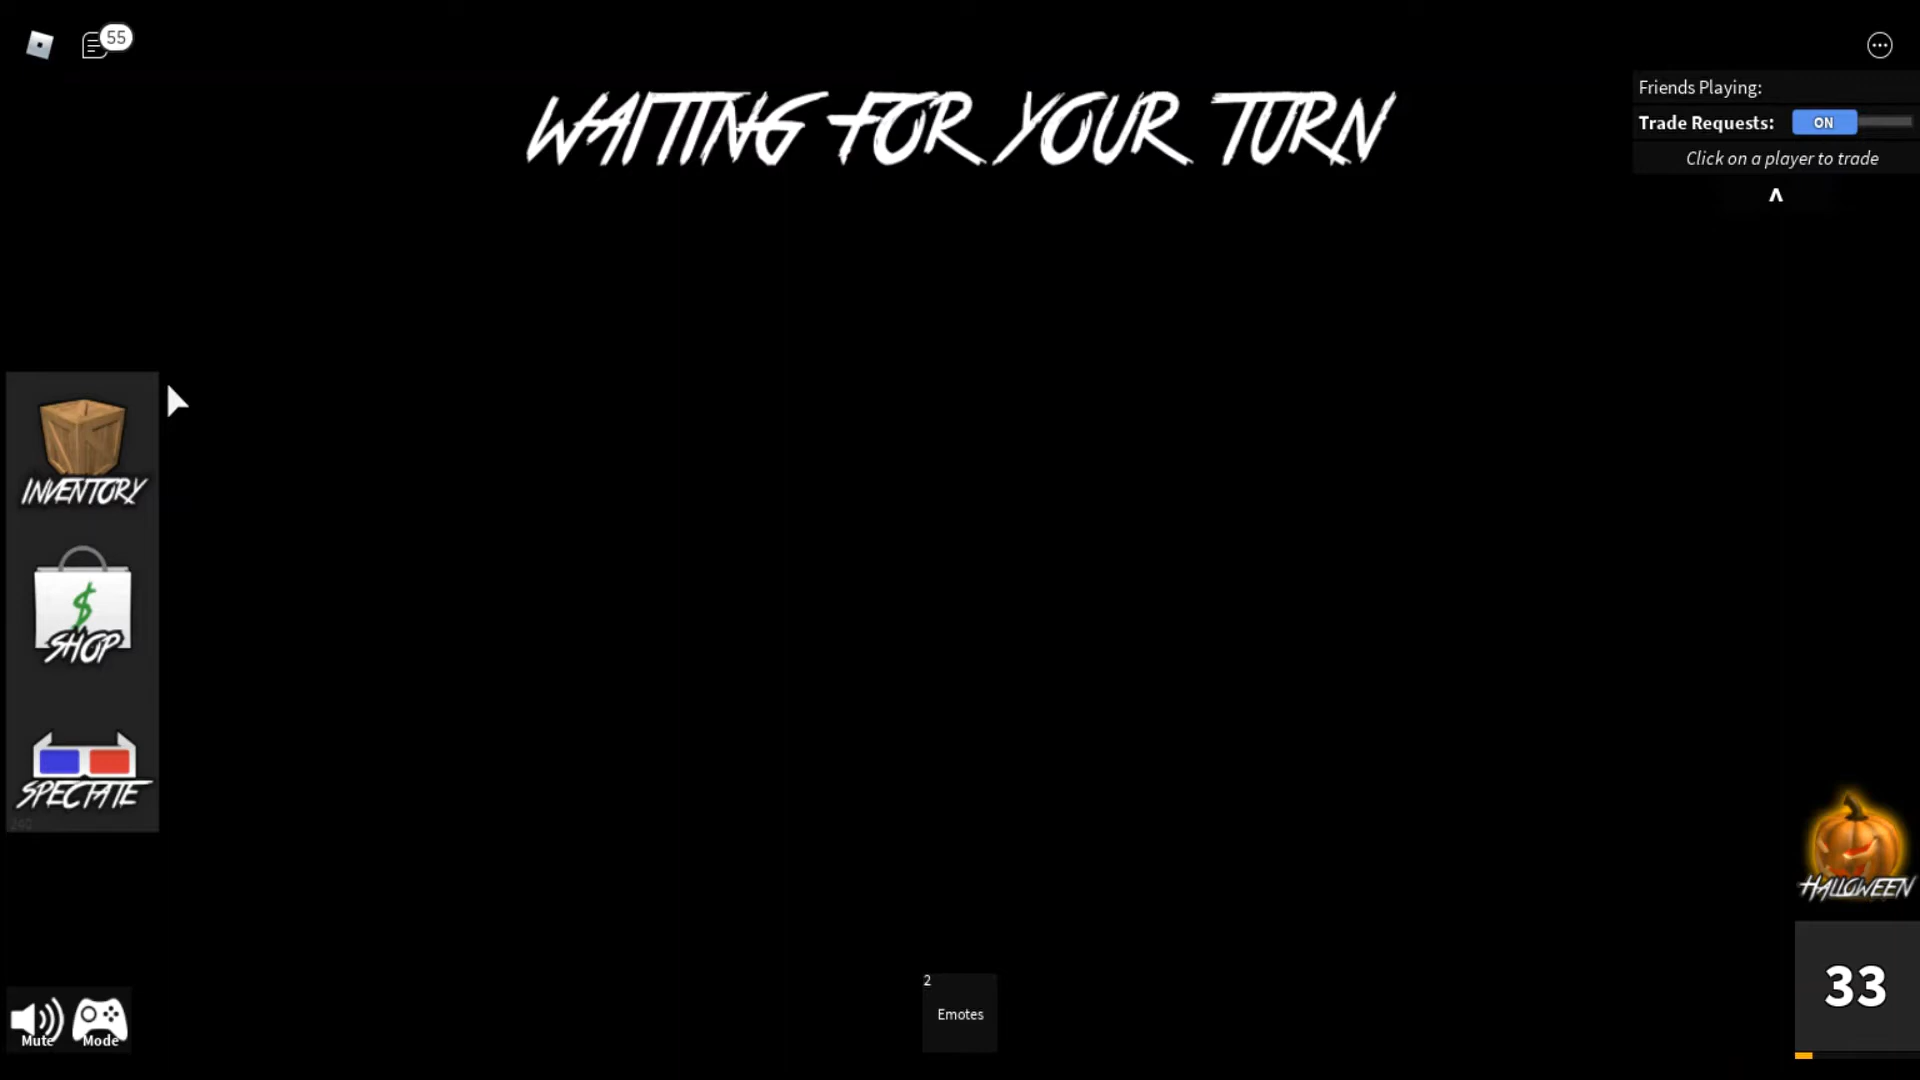 55
WAITING FOR YOUR TURN
Friends Playing:
Trade Requests: ON
Click on a player to trade
INVENTORY
$
SHOP
SPECTATE
HALLOWEEN
33
2
Emotes
Mute
Mode